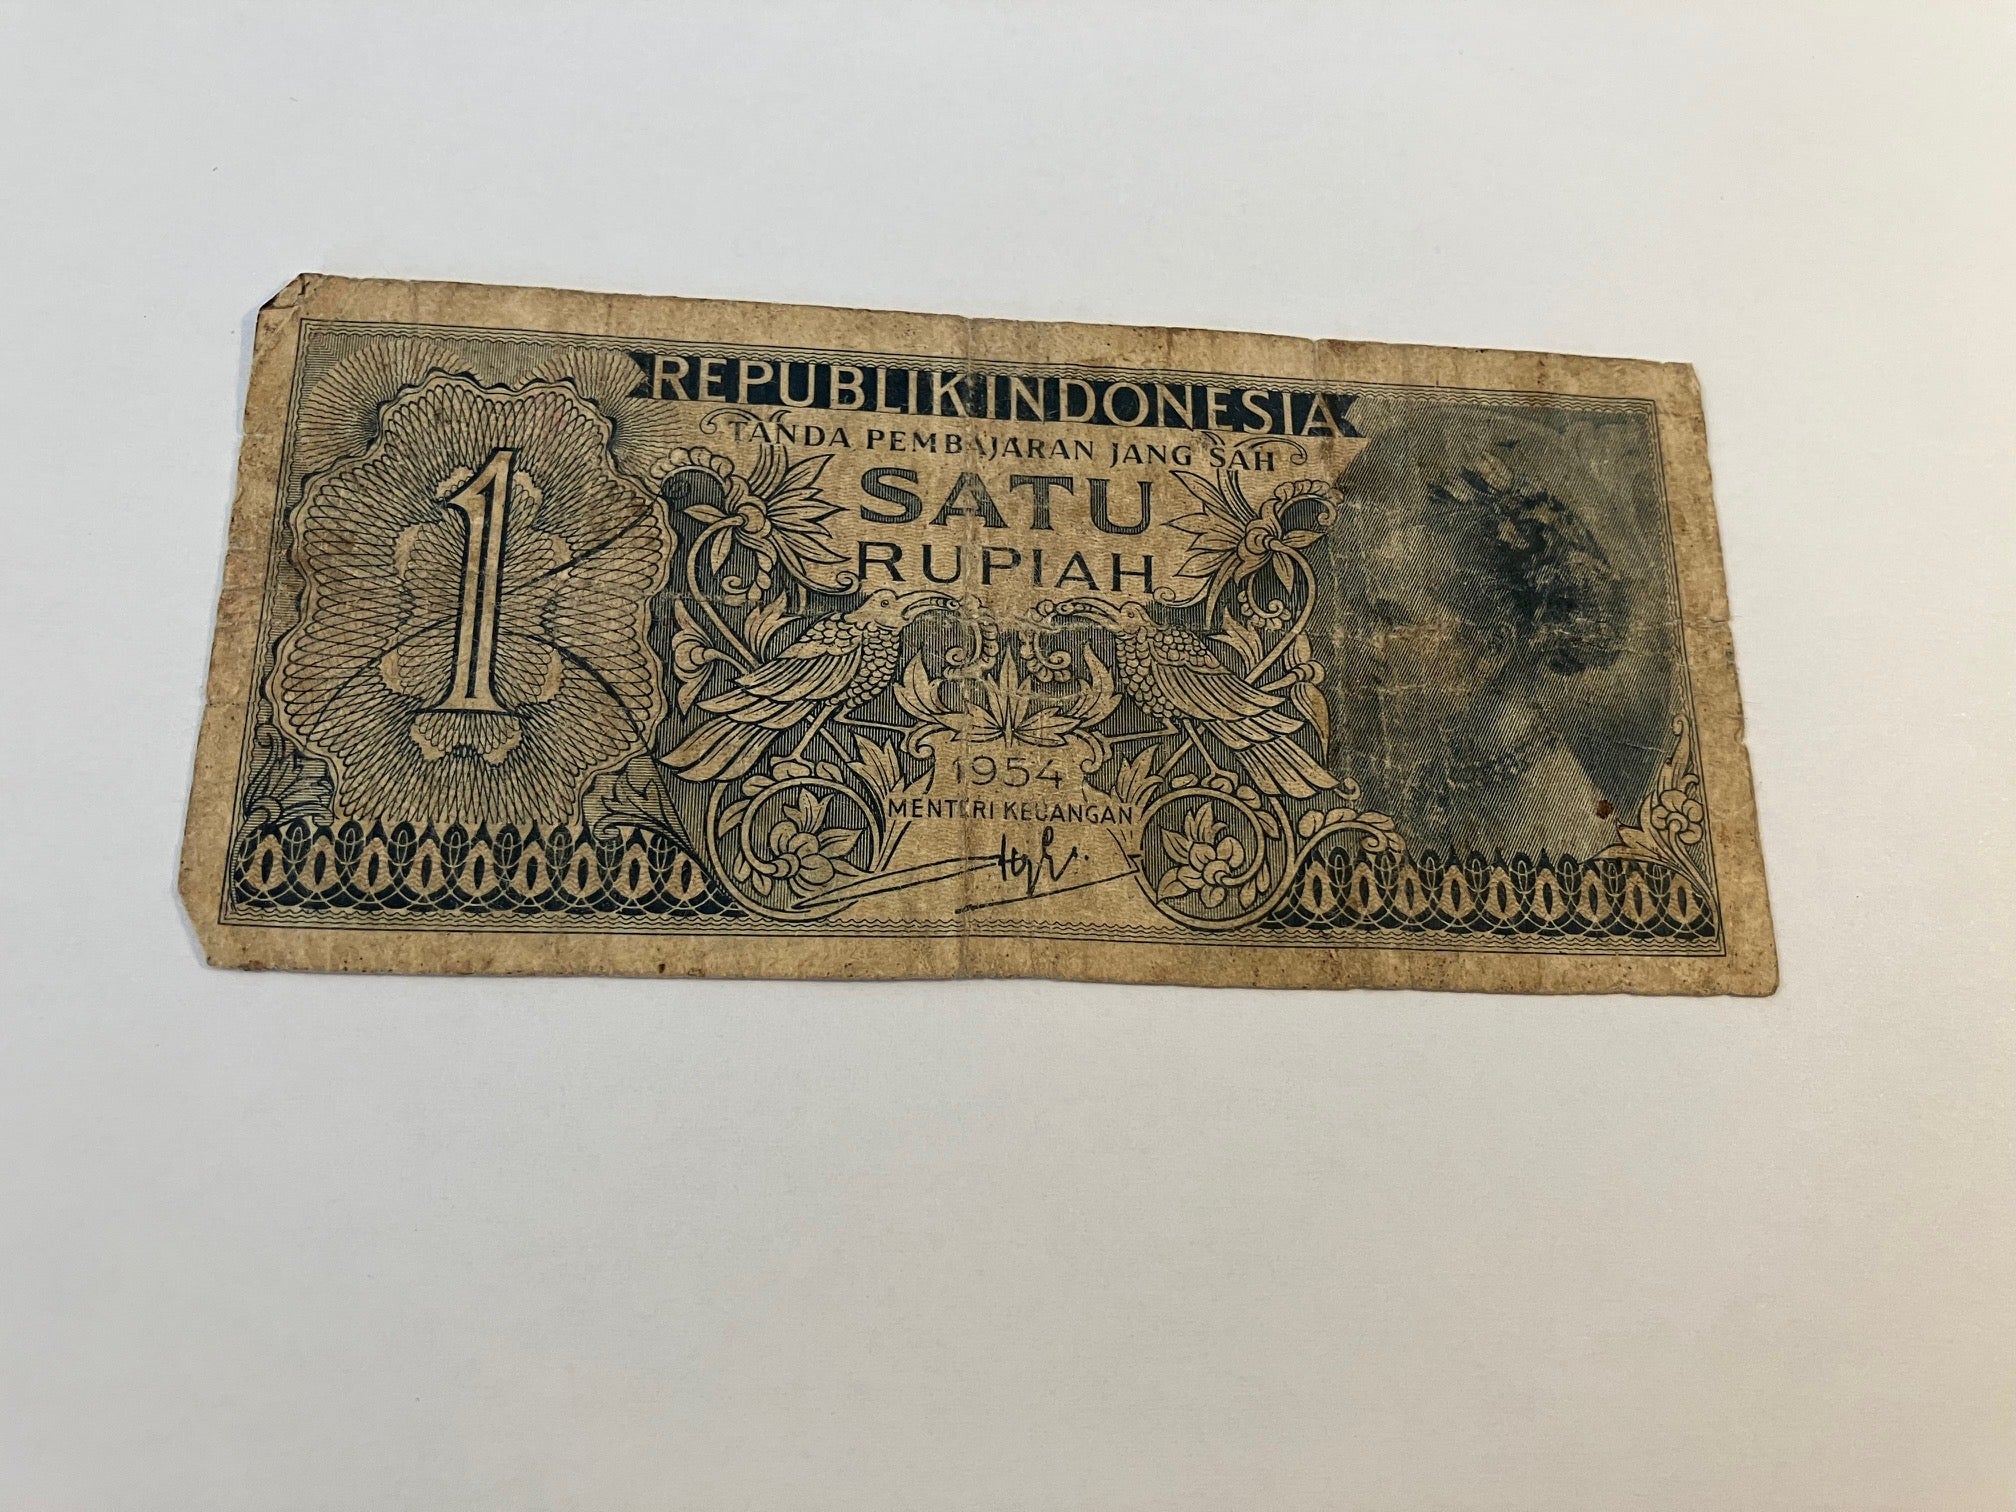 REPUBLIK INDONESIA
TANDA PEMBAJARAN JANG SAH
1
SATU
RUPIAH
1954
MENTERI KEUANGAN